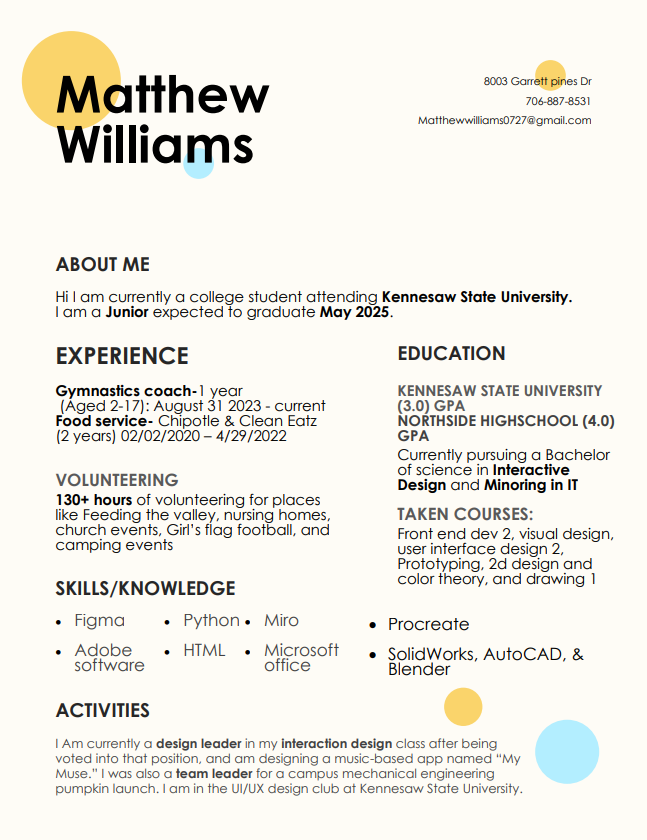 Matthew
Williams
8003 Garrett pines Dr
706-887-8531
Matthewwilliams0727@gmail.com
ABOUT ME
Hi I am currently a college student attending Kennesaw State University.
I am a Junior expected to graduate May 2025.
EXPERIENCE
Gymnastics coach-1 year
(Aged 2-17): August 31 2023 - current
Food service- Chipotle & Clean Eatz
(2 years) 02/02/2020 – 4/29/2022
VOLUNTEERING
130+ hours of volunteering for places
like Feeding the valley, nursing homes,
church events, Girl's flag football, and
camping events
EDUCATION
KENNESAW STATE UNIVERSITY
(3.0) GPA
NORTHSIDE HIGHSCHOOL (4.0)
GPA
Currently pursuing a Bachelor
of science in Interactive
Design and Minoring in IT
TAKEN COURSES:
Front end dev 2, visual design,
user interface design 2,
Prototyping, 2d design and
color theory, and drawing 1
SKILLS/KNOWLEDGE
• Figma
• Adobe
software
• Python
• HTML
• Miro
• Microsoft
office
• Procreate
• SolidWorks, AutoCAD, &
Blender
ACTIVITIES
I Am currently a design leader in my interaction design class after being
voted into that position, and am designing a music-based app named “My
Muse.” I was also a team leader for a campus mechanical engineering
pumpkin launch. I am in the UI/UX design club at Kennesaw State University.